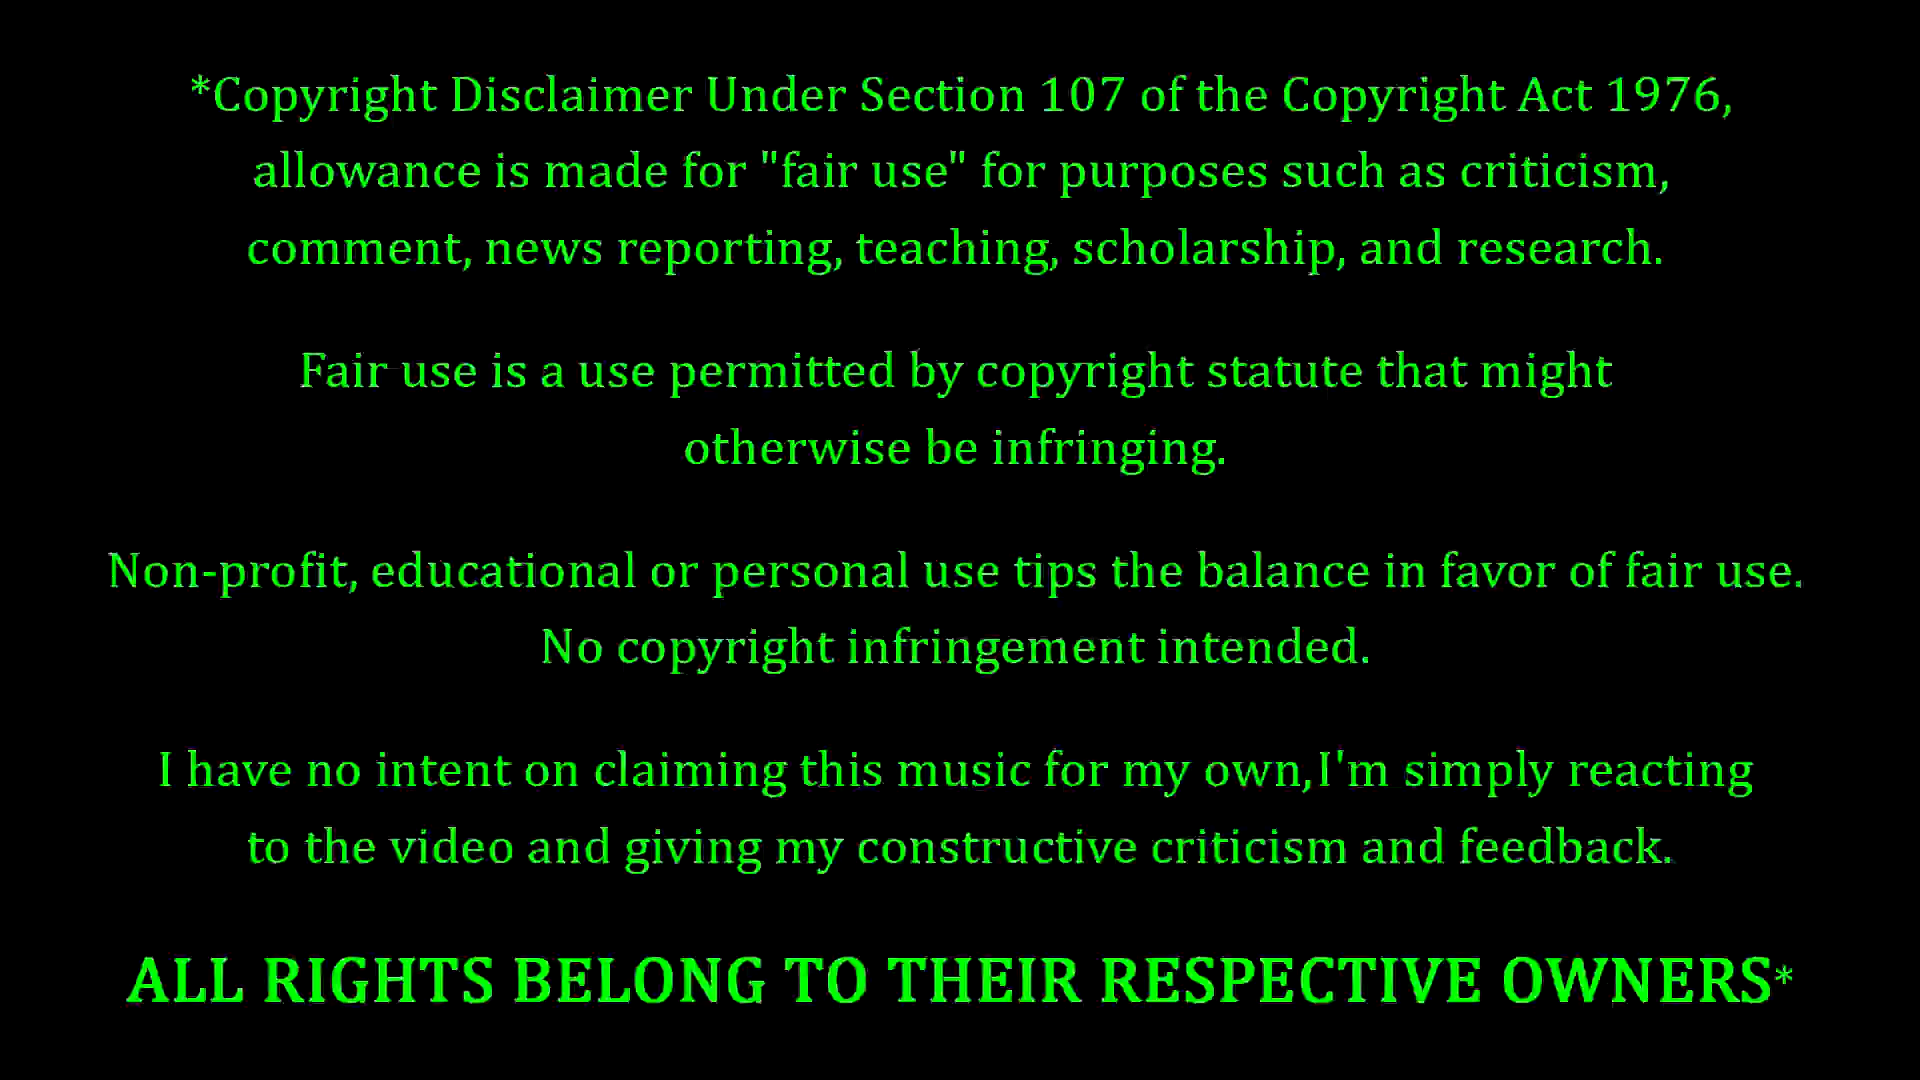 *Copyright Disclaimer Under Section 107 of the Copyright Act 1976,
allowance is made for "fair use" for purposes such as criticism,
comment, news reporting, teaching, scholarship, and research.
Fair use is a use permitted by copyright statute that might
otherwise be infringing.
Non-profit, educational or personal use tips the balance in favor of fair use.
No copyright infringement intended.
I have no intent on claiming this music for my own,I'm simply reacting
to the video and giving my constructive criticism and feedback.
ALL RIGHTS BELONG TO THEIR RESPECTIVE OWNERS*